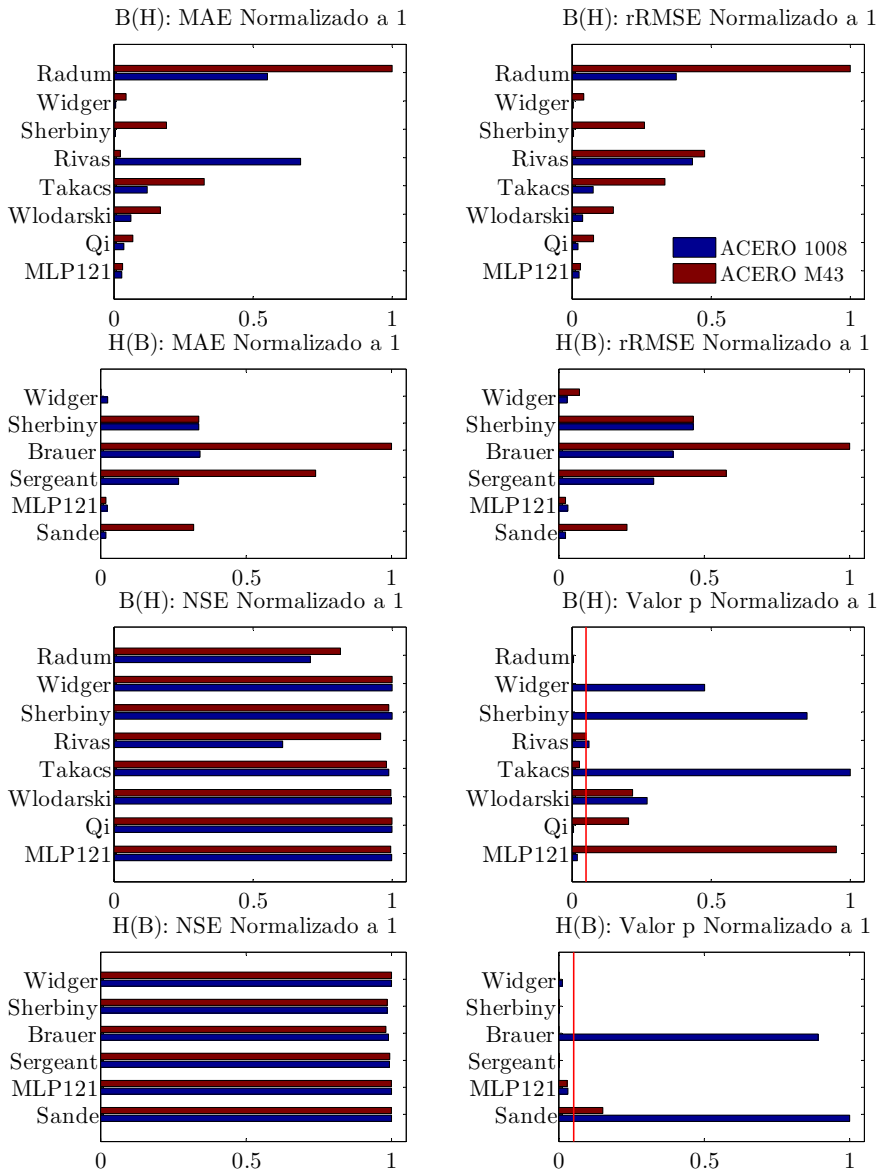 B(H): MAE Normalizado a 1
Radum
Widger
Sherbiny
Rivas
Takacs
Wlodarski
Qi
MLP121
0 0.5 1
B(H): rRMSE Normalizado a 1
Radum
Widger
Sherbiny
Rivas
Takacs
Wlodarski
Qi
MLP121
ACERO 1008
ACERO M43
0 0.5 1
H(B): MAE Normalizado a 1
Widger
Sherbiny
Brauer
Sergeant
MLP121
Sande
0 0.5 1
H(B): rRMSE Normalizado a 1
Widger
Sherbiny
Brauer
Sergeant
MLP121
Sande
0 0.5 1
B(H): NSE Normalizado a 1
Radum
Widger
Sherbiny
Rivas
Takacs
Wlodarski
Qi
MLP121
0 0.5 1
B(H): Valor p Normalizado a 1
Radum
Widger
Sherbiny
Rivas
Takacs
Wlodarski
Qi
MLP121
0 0.5 1
H(B): NSE Normalizado a 1
Widger
Sherbiny
Brauer
Sergeant
MLP121
Sande
0 0.5 1
H(B): Valor p Normalizado a 1
Widger
Sherbiny
Brauer
Sergeant
MLP121
Sande
0 0.5 1